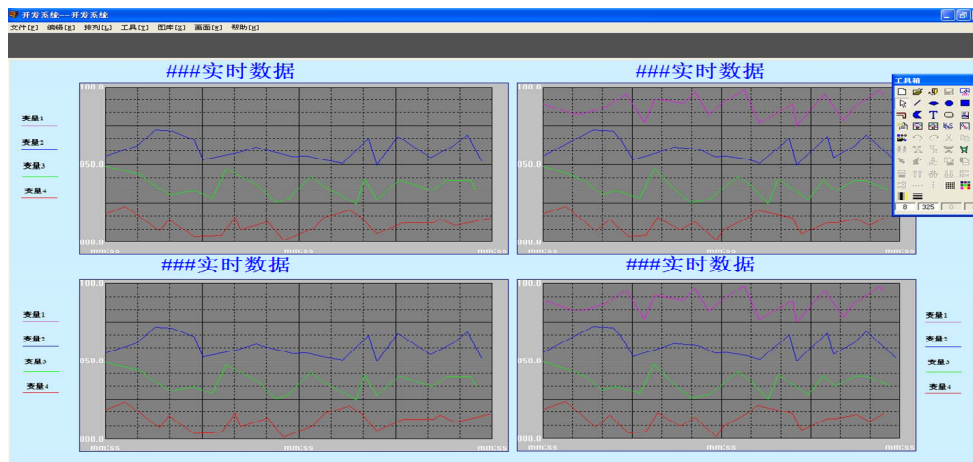 开发系统---开发系统
文件[F] 编辑[E] 排列[L] 工具[T] 图库[Z] 画面[W] 帮助[H]
###实时数据 ###实时数据
工具箱
100.0
变量1
变量2
050.0 050.0
变量3
变量4
8 325 0
000.0 000.0
mm:ss mm:ss mm:ss mm:ss mm:ss mm:ss
###实时数据 ###实时数据
100.0 100.0
变量1 变量1
变量2 变量2
050.0 050.0
变量3 变量3
变量4 变量4
000.0 000.0
mm:ss mm:ss mm:ss mm:ss mm:ss mm:ss